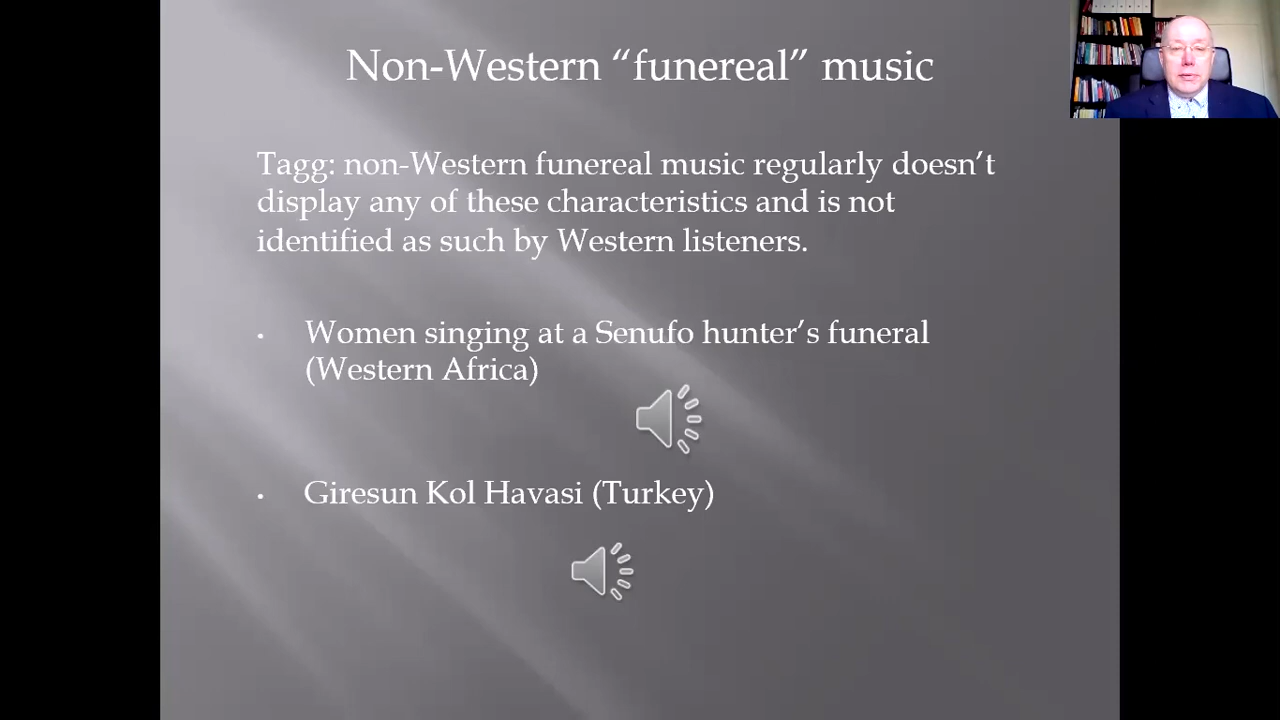 Non-Western “funereal” music
Tagg: non-Western funereal music regularly doesn’t
display any of these characteristics and is not
identified as such by Western listeners.
• Women singing at a Senufo hunter’s funeral
(Western Africa)
• Giresun Kol Havasi (Turkey)